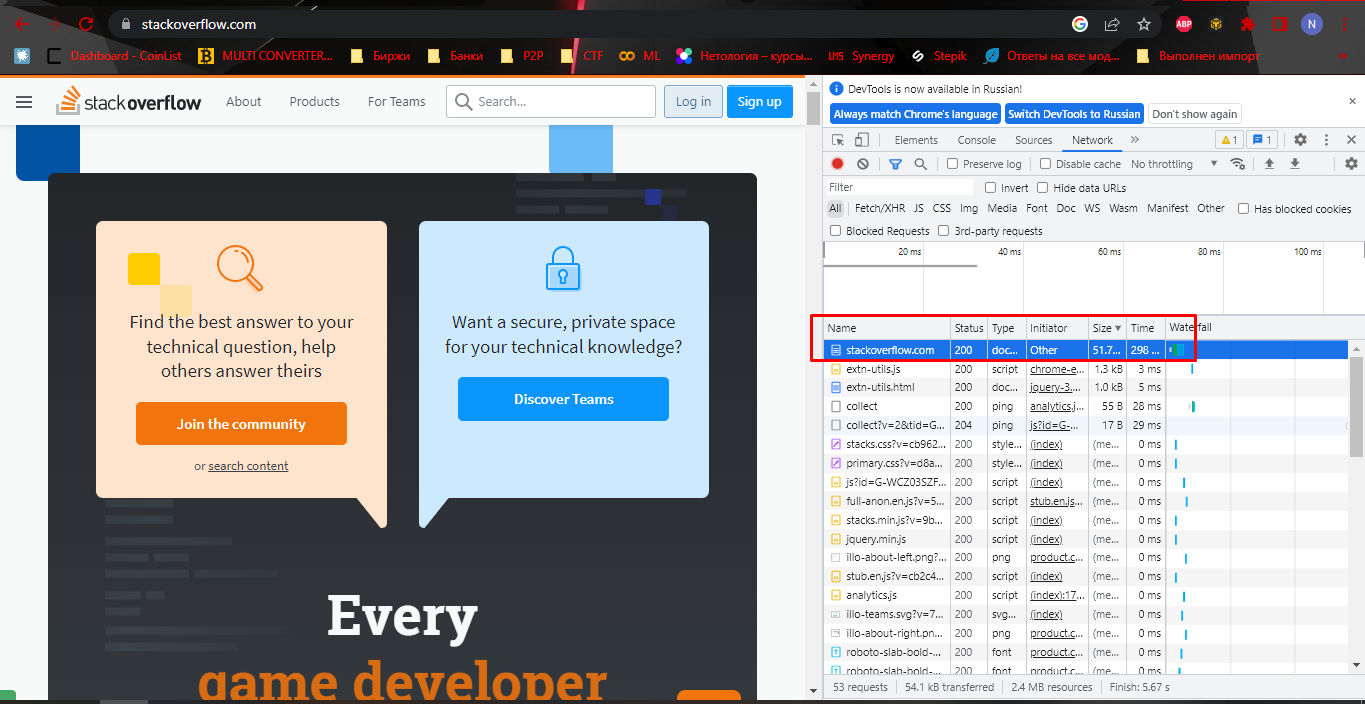 stackoverflow.com
Dashboard - CoinList
MULTI CONVERTER...
Биржи
Банки
P2P
CTF
ML
Нетология – курсы...
LMS Synergy
Stepik
Ответы на все мод...
Выполнен импорт
ABP
N
stackoverflow
About
Products
For Teams
Search...
Log in
Sign up
Find the best answer to your
technical question, help
others answer theirs
Join the community
or search content
Want a secure, private space
for your technical knowledge?
Discover Teams
Every
game developer
DevTools is now available in Russian!
Always match Chrome's language
Switch DevTools to Russian
Don't show again
Elements Console Sources Network » 1 1
Preserve log Disable cache No throttling
Filter Invert Hide data URLs
All Fetch/XHR JS CSS Img Media Font Doc WS Wasm Manifest Other Has blocked cookies
Blocked Requests 3rd-party requests
20 ms 40 ms 60 ms 80 ms 100 ms
Name Status Type Initiator Size Time Waterfall
stackoverflow.com 200 doc... Other 51.7... 298 ...
extn-utils.js 200 script chrome-e... 1.3 kB 3 ms
extn-utils.html 200 doc... jquery-3.... 1.0 kB 5 ms
collect 200 ping analytics.j... 55 B 28 ms
collect?v=2&tid=G... 204 ping js?id=G-... 17 B 29 ms
stacks.css?v=cb962... 200 style... (index) (me... 0 ms
primary.css?v=d8a... 200 style... (index) (me... 0 ms
js?id=G-WCZ03SZF... 200 script (index) (me... 0 ms
full-anon.en.js?v=5... 200 script stub.en.js... (me... 0 ms
stacks.min.js?v=9b... 200 script (index) (me... 0 ms
jquery.min.js 200 script (index) (me... 0 ms
illo-about-left.png?... 200 png product.c... (me... 0 ms
stub.en.js?v=cb2c4... 200 script (index) (me... 0 ms
analytics.js 200 script (index):17... (me... 0 ms
illo-teams.svg?v=7... 200 svg... (index) (me... 0 ms
illo-about-right.pn... 200 png product.c... (me... 0 ms
roboto-slab-bold-... 200 font product.c... (me... 0 ms
roboto-slab-bold-... 200 font product.c... (me... 0 ms
53 requests 54.1 kB transferred 2.4 MB resources Finish: 5.67 s